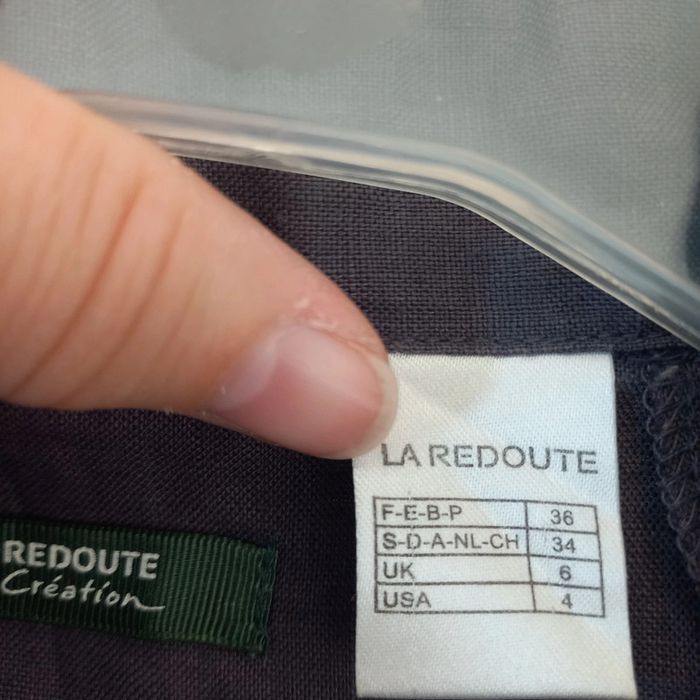 LA REDOUTE
F-E-B-P 36
S-D-A-NL-CH 34
UK 6
USA 4
REDOUTE
Création